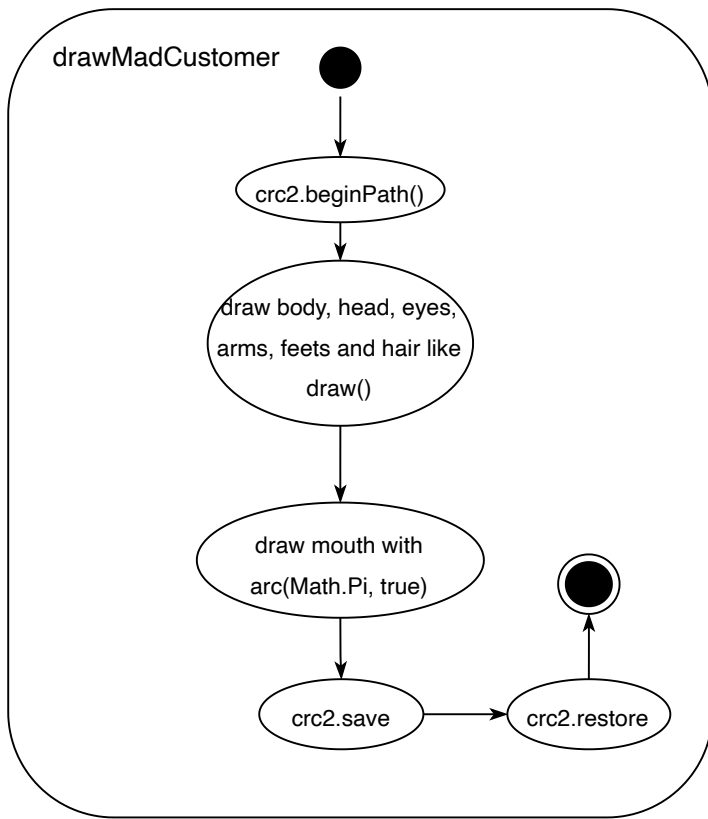 drawMadCustomer
crc2.beginPath()
draw body, head, eyes,
arms, feets and hair like
draw()
draw mouth with
arc(Math.Pi, true)
crc2.save
crc2.restore